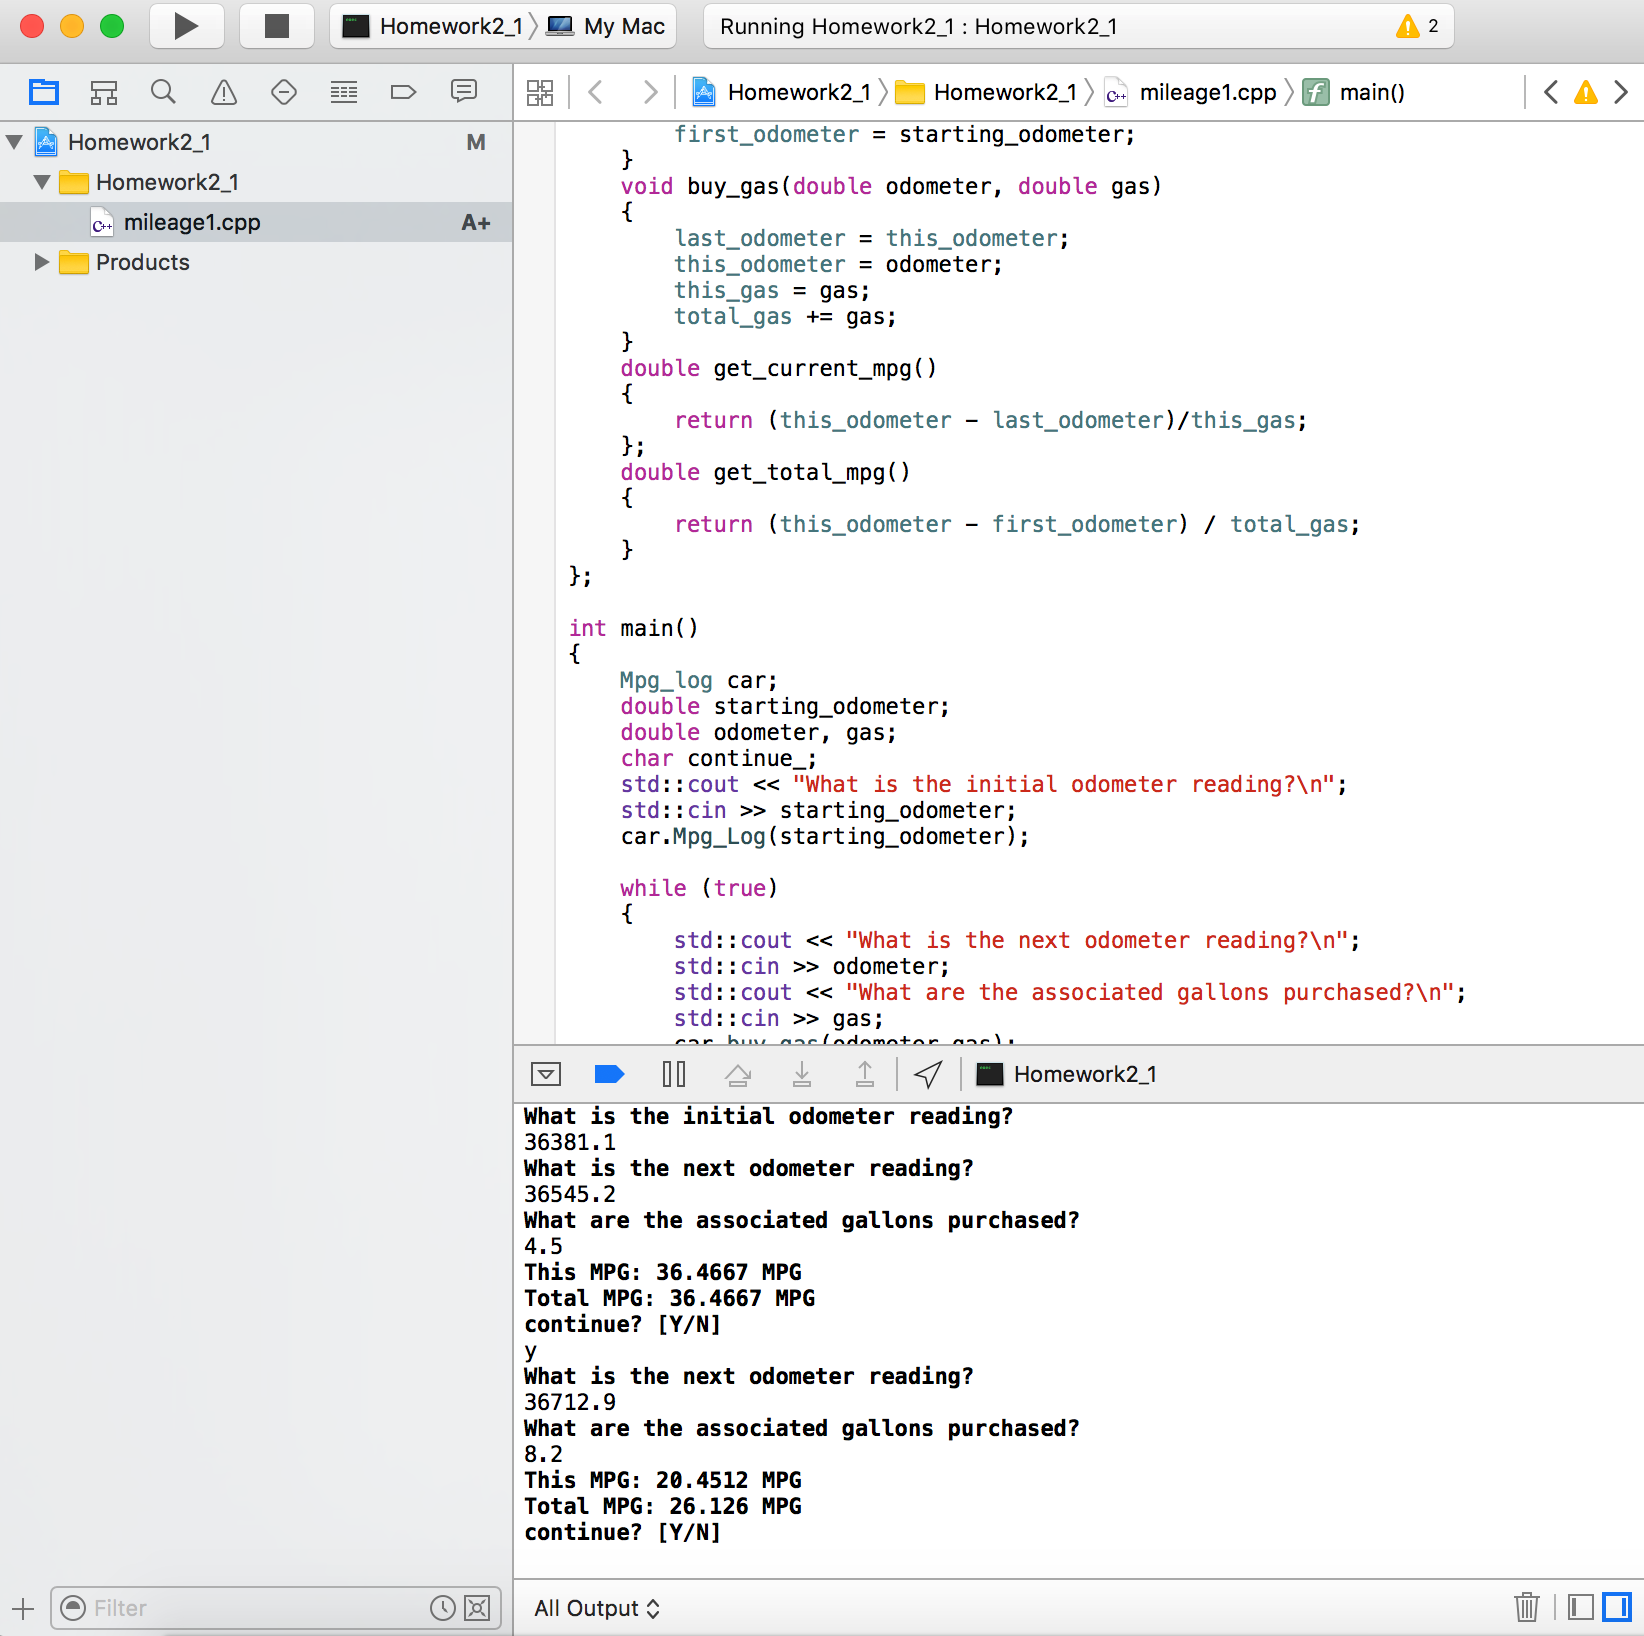 Homework2_1 My Mac Running Homework2_1 : Homework2_1 2
Homework2_1 Homework2_1 mileage1.cpp main()
Homework2_1 M
Homework2_1
mileage1.cpp A+
Products
first_odometer = starting_odometer;
}
void buy_gas(double odometer, double gas)
{
last_odometer = this_odometer;
this_odometer = odometer;
this_gas = gas;
total_gas += gas;
}
double get_current_mpg()
{
return (this_odometer - last_odometer)/this_gas;
};
double get_total_mpg()
{
return (this_odometer - first_odometer) / total_gas;
}
};
int main()
{
Mpg_log car;
double starting_odometer;
double odometer, gas;
char continue_;
std::cout << "What is the initial odometer reading?\n";
std::cin >> starting_odometer;
car.Mpg_Log(starting_odometer);
while (true)
{
std::cout << "What is the next odometer reading?\n";
std::cin >> odometer;
std::cout << "What are the associated gallons purchased?\n";
std::cin >> gas;
car.buy_gas(odometer,gas);
Homework2_1
What is the initial odometer reading?
36381.1
What is the next odometer reading?
36545.2
What are the associated gallons purchased?
4.5
This MPG: 36.4667 MPG
Total MPG: 36.4667 MPG
continue? [Y/N]
y
What is the next odometer reading?
36712.9
What are the associated gallons purchased?
8.2
This MPG: 20.4512 MPG
Total MPG: 26.126 MPG
continue? [Y/N]
Filter
All Output